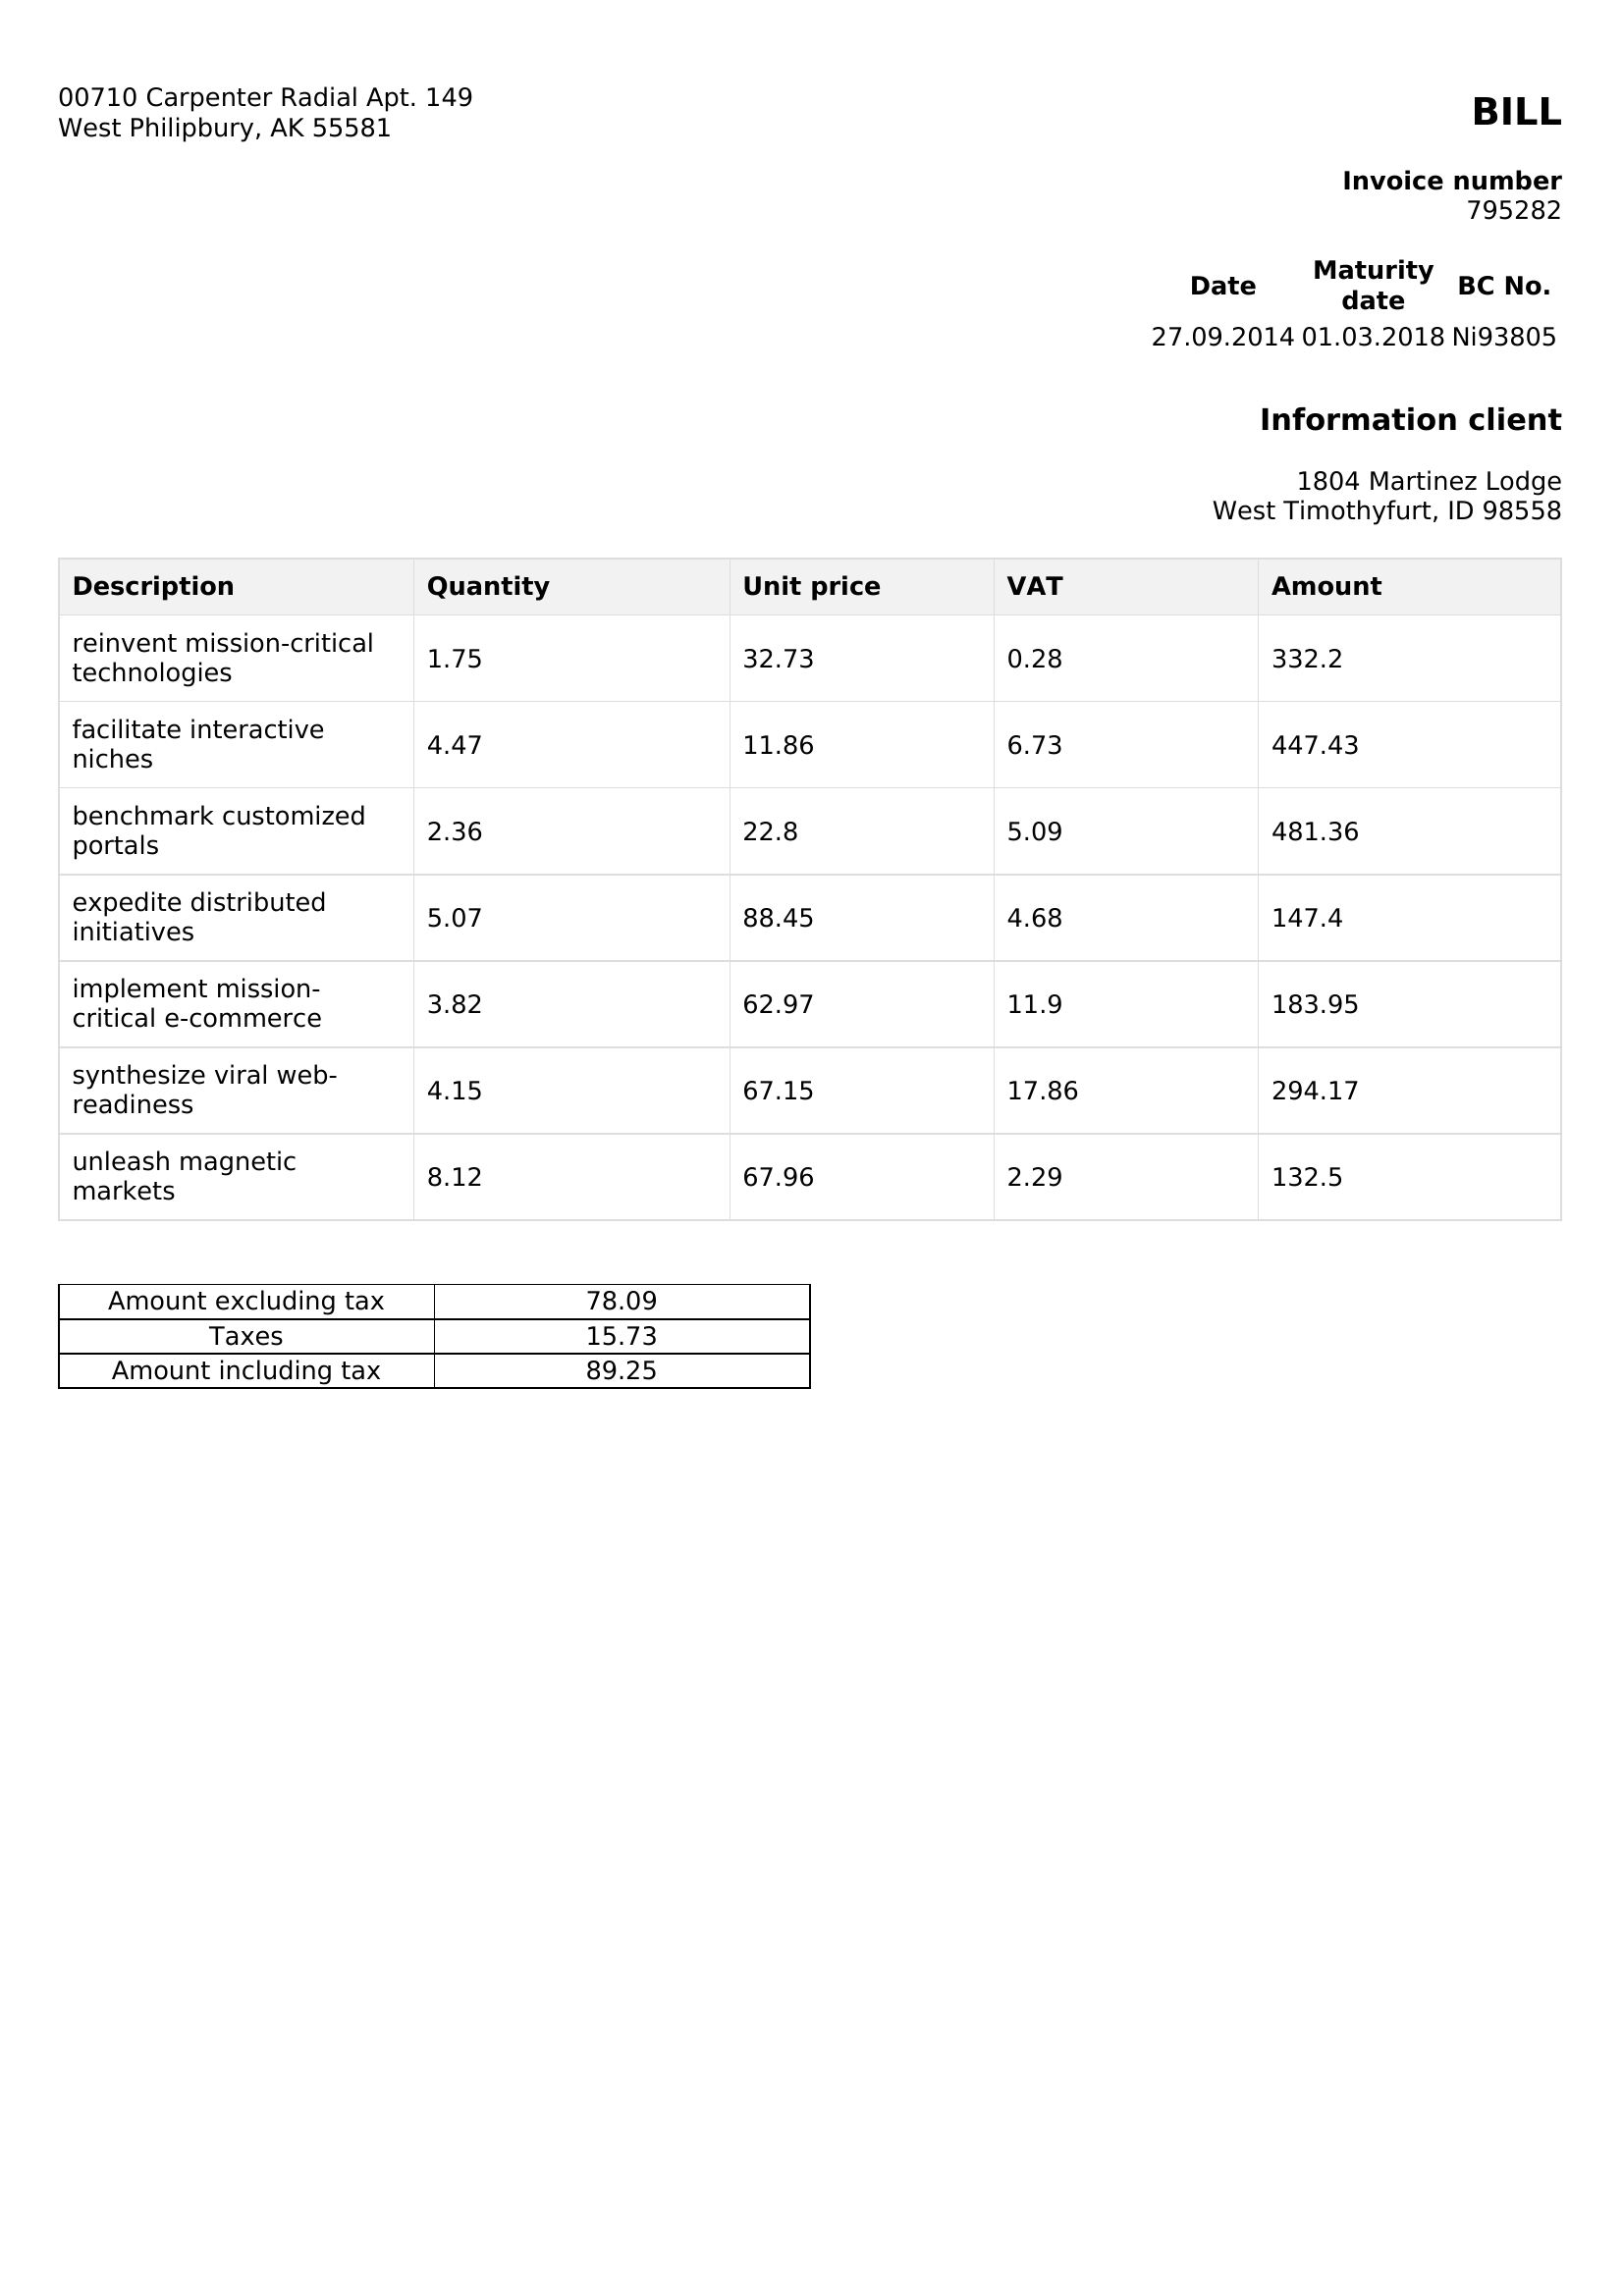 00710 Carpenter Radial Apt. 149
West Philipbury, AK 55581
BILL
Invoice number
795282
Date Maturity date BC No.
27.09.2014 01.03.2018 Ni93805
Information client
1804 Martinez Lodge
West Timothyfurt, ID 98558
Description Quantity Unit price VAT Amount
reinvent mission-critical
technologies 1.75 32.73 0.28 332.2
facilitate interactive
niches 4.47 11.86 6.73 447.43
benchmark customized
portals 2.36 22.8 5.09 481.36
expedite distributed
initiatives 5.07 88.45 4.68 147.4
implement mission-
critical e-commerce 3.82 62.97 11.9 183.95
synthesize viral web-
readiness 4.15 67.15 17.86 294.17
unleash magnetic
markets 8.12 67.96 2.29 132.5
Amount excluding tax 78.09
Taxes 15.73
Amount including tax 89.25